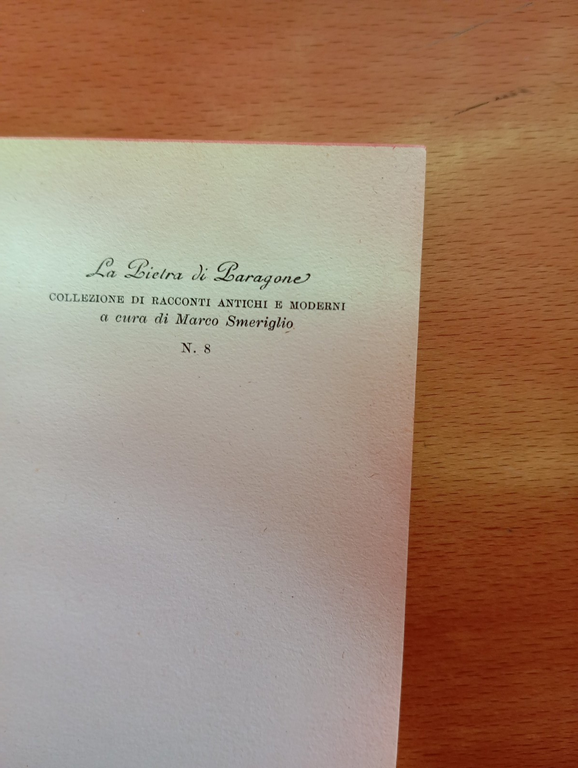 La Pietra di Paragone
COLLEZIONE DI RACCONTI ANTICHI E MODERNI
a cura di Marco Smeriglio
N. 8